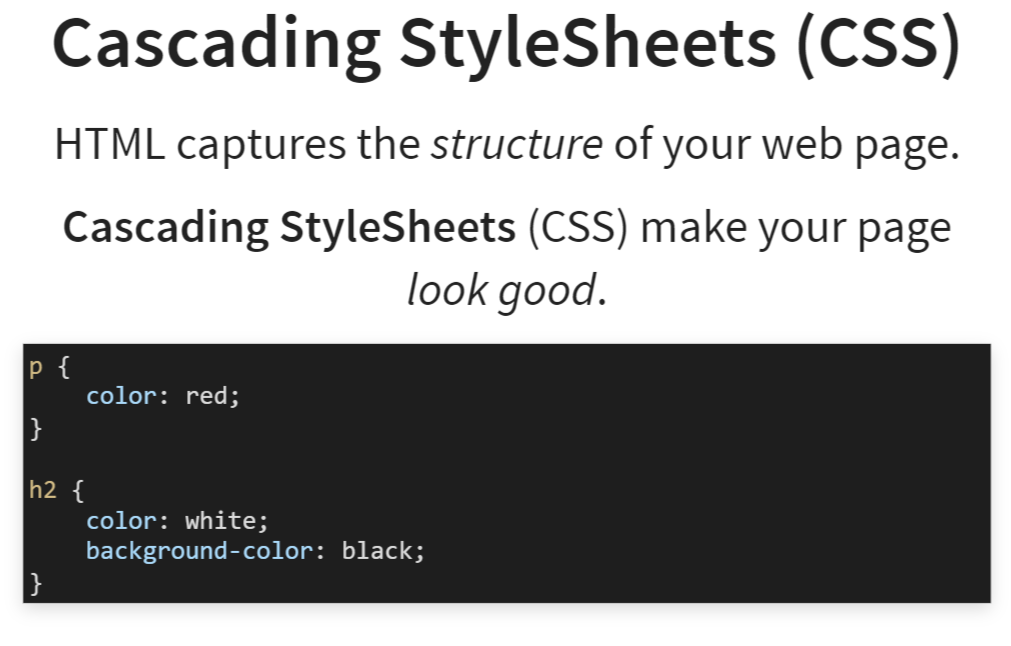 Cascading StyleSheets (CSS)
HTML captures the structure of your web page.
Cascading StyleSheets (CSS) make your page
look good.
p {
    color: red;
}
h2 {
    color: white;
    background-color: black;
}